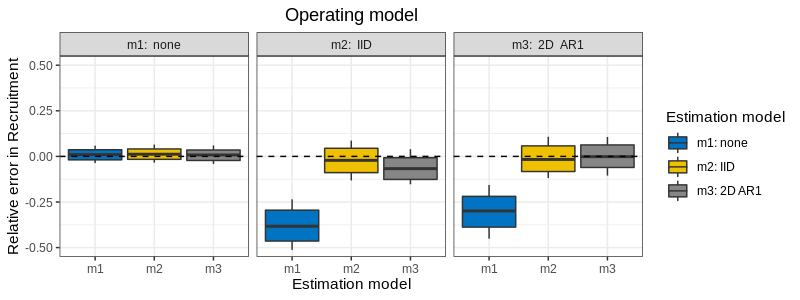 Operating model
m1: none
m2: IID
m3: 2D AR1
Relative error in Recruitment
0.50
0.25
0.00
-0.25
-0.50
m1 m2 m3
m1 m2 m3
m1 m2 m3
Estimation model
Estimation model
m1: none
m2: IID
m3: 2D AR1